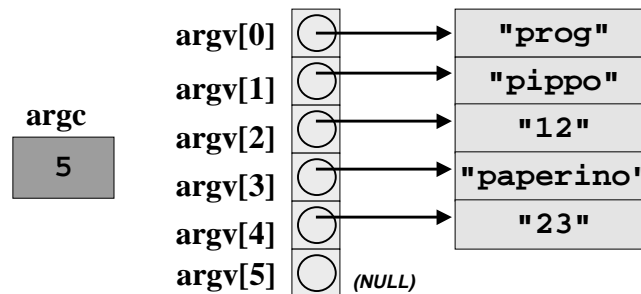 argv[0] "prog"
argv[1] "pippo"
argc
argv[2] "12"
5
argv[3] "paperino"
argv[4] "23"
argv[5] (NULL)